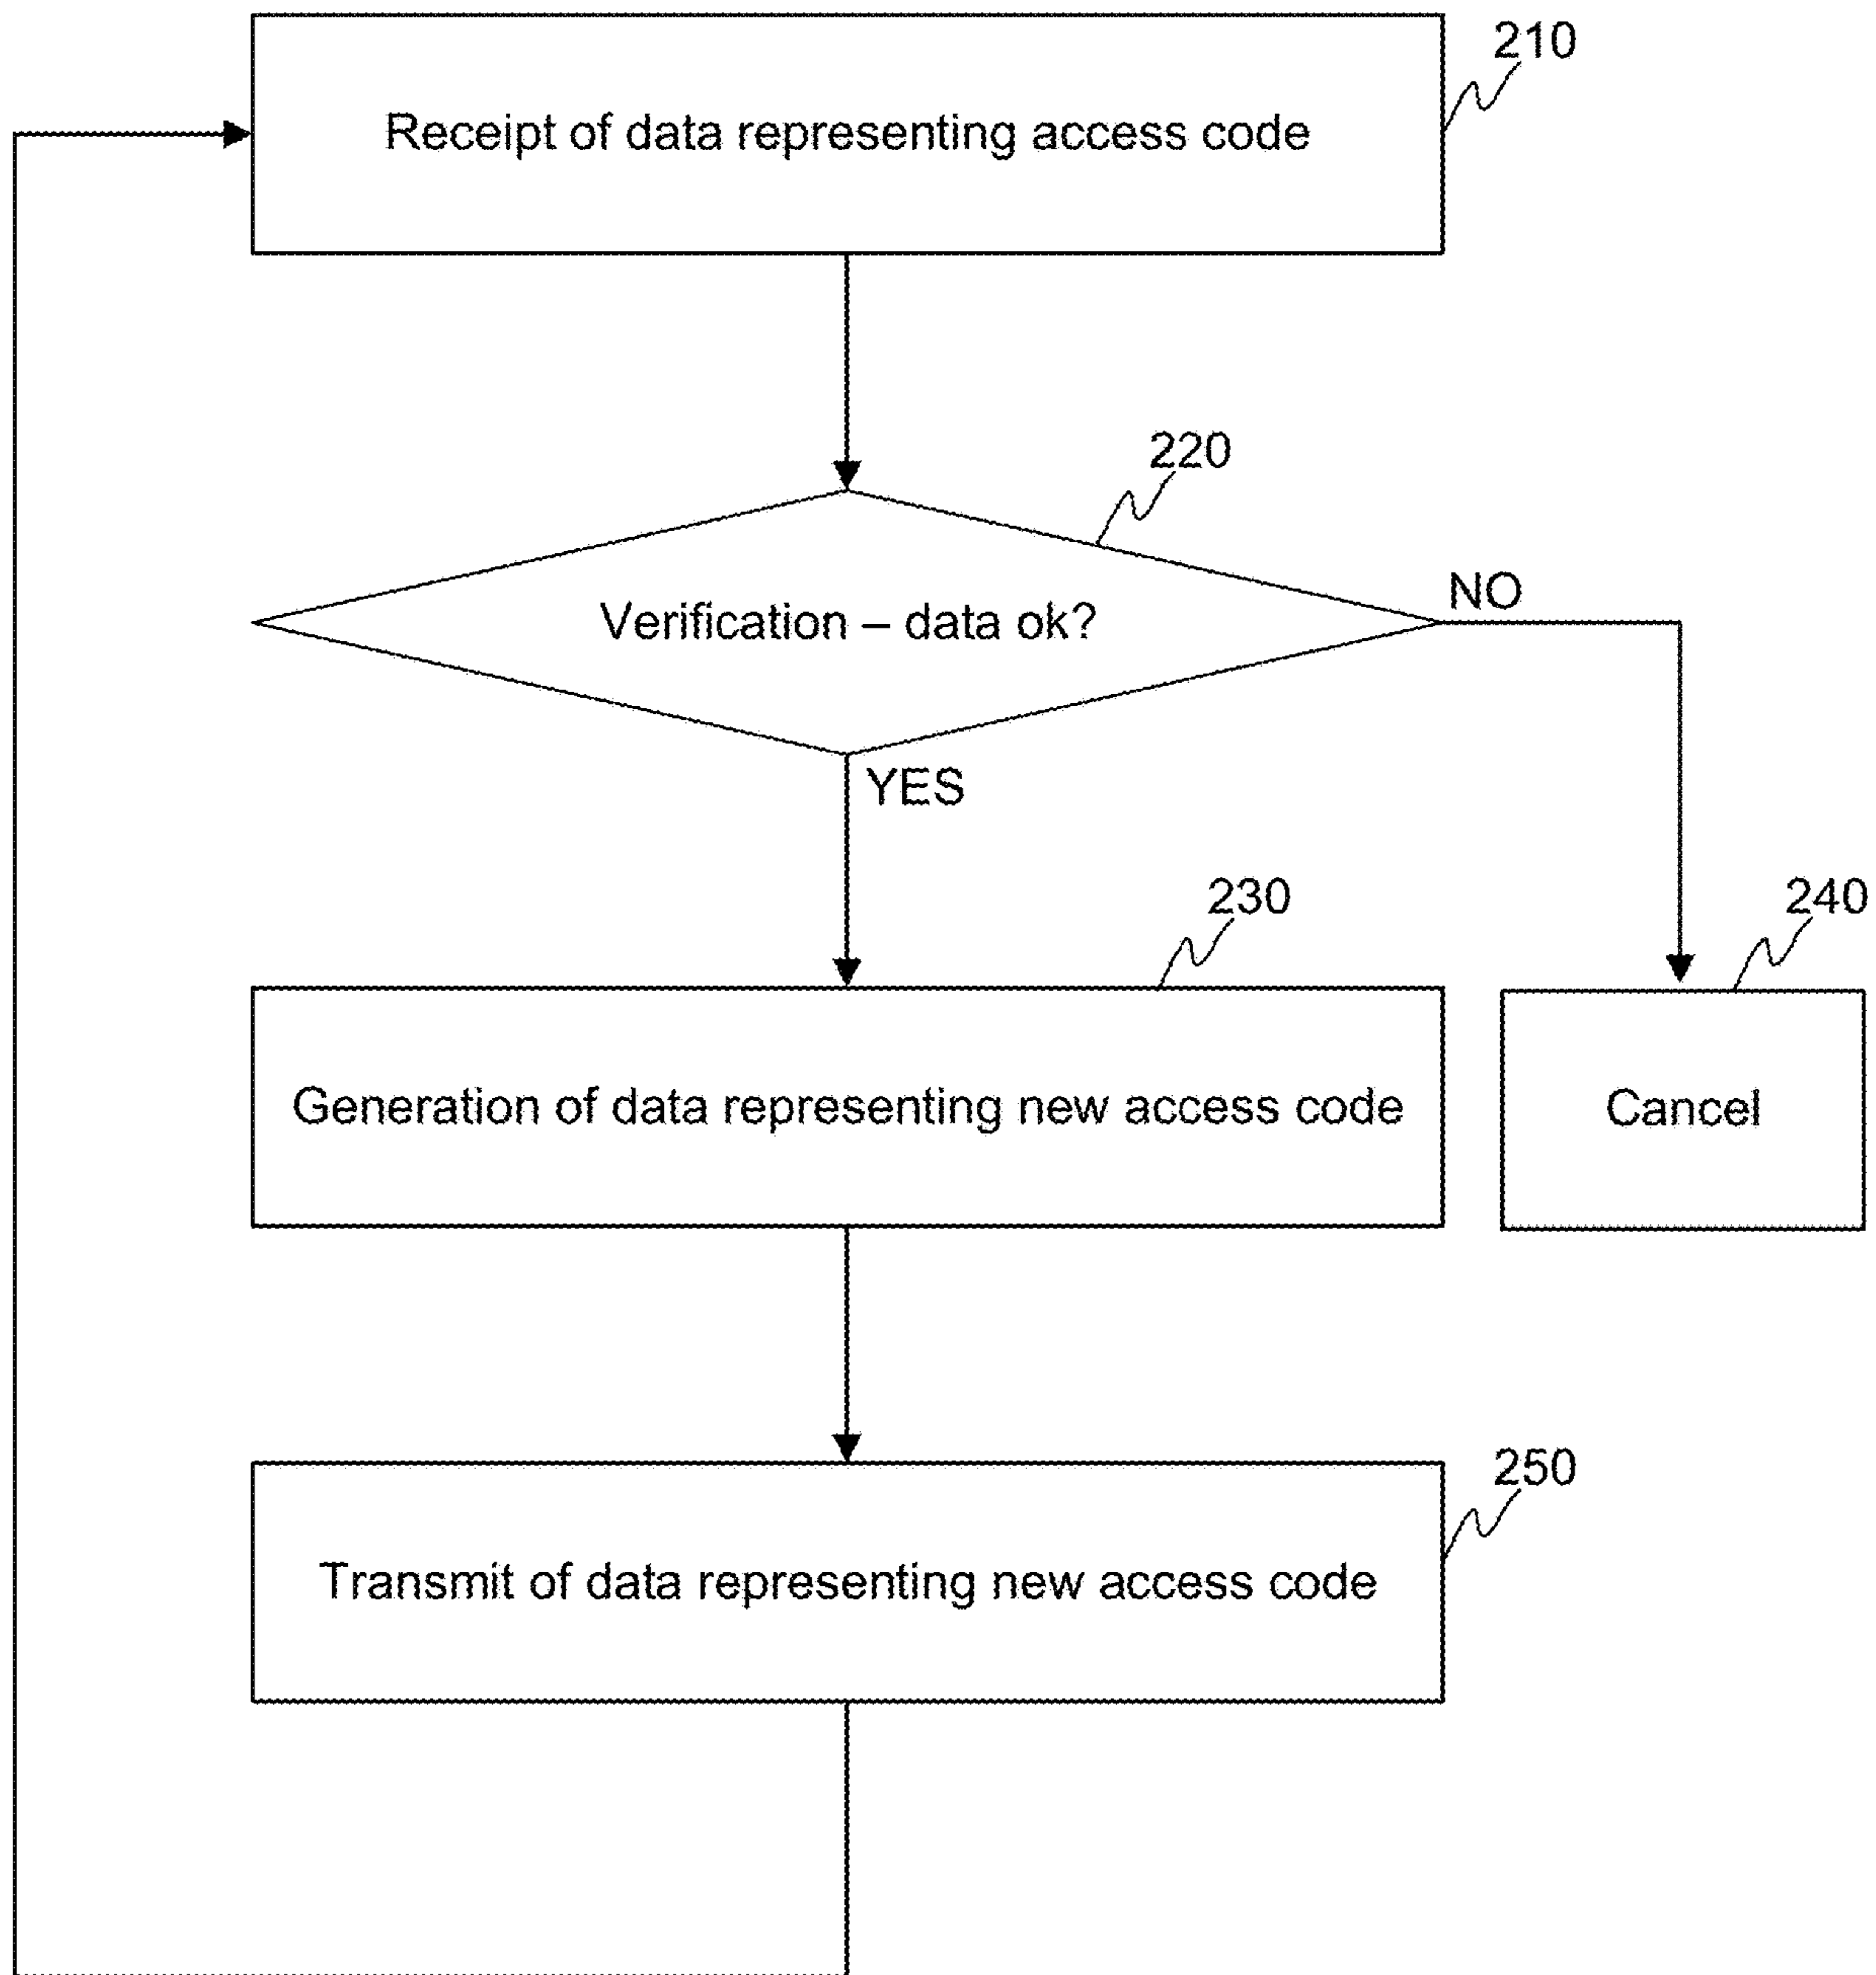 210
Receipt of data representing access code
220
Verification – data ok?
NO
YES
230
240
Generation of data representing new access code
Cancel
250
Transmit of data representing new access code